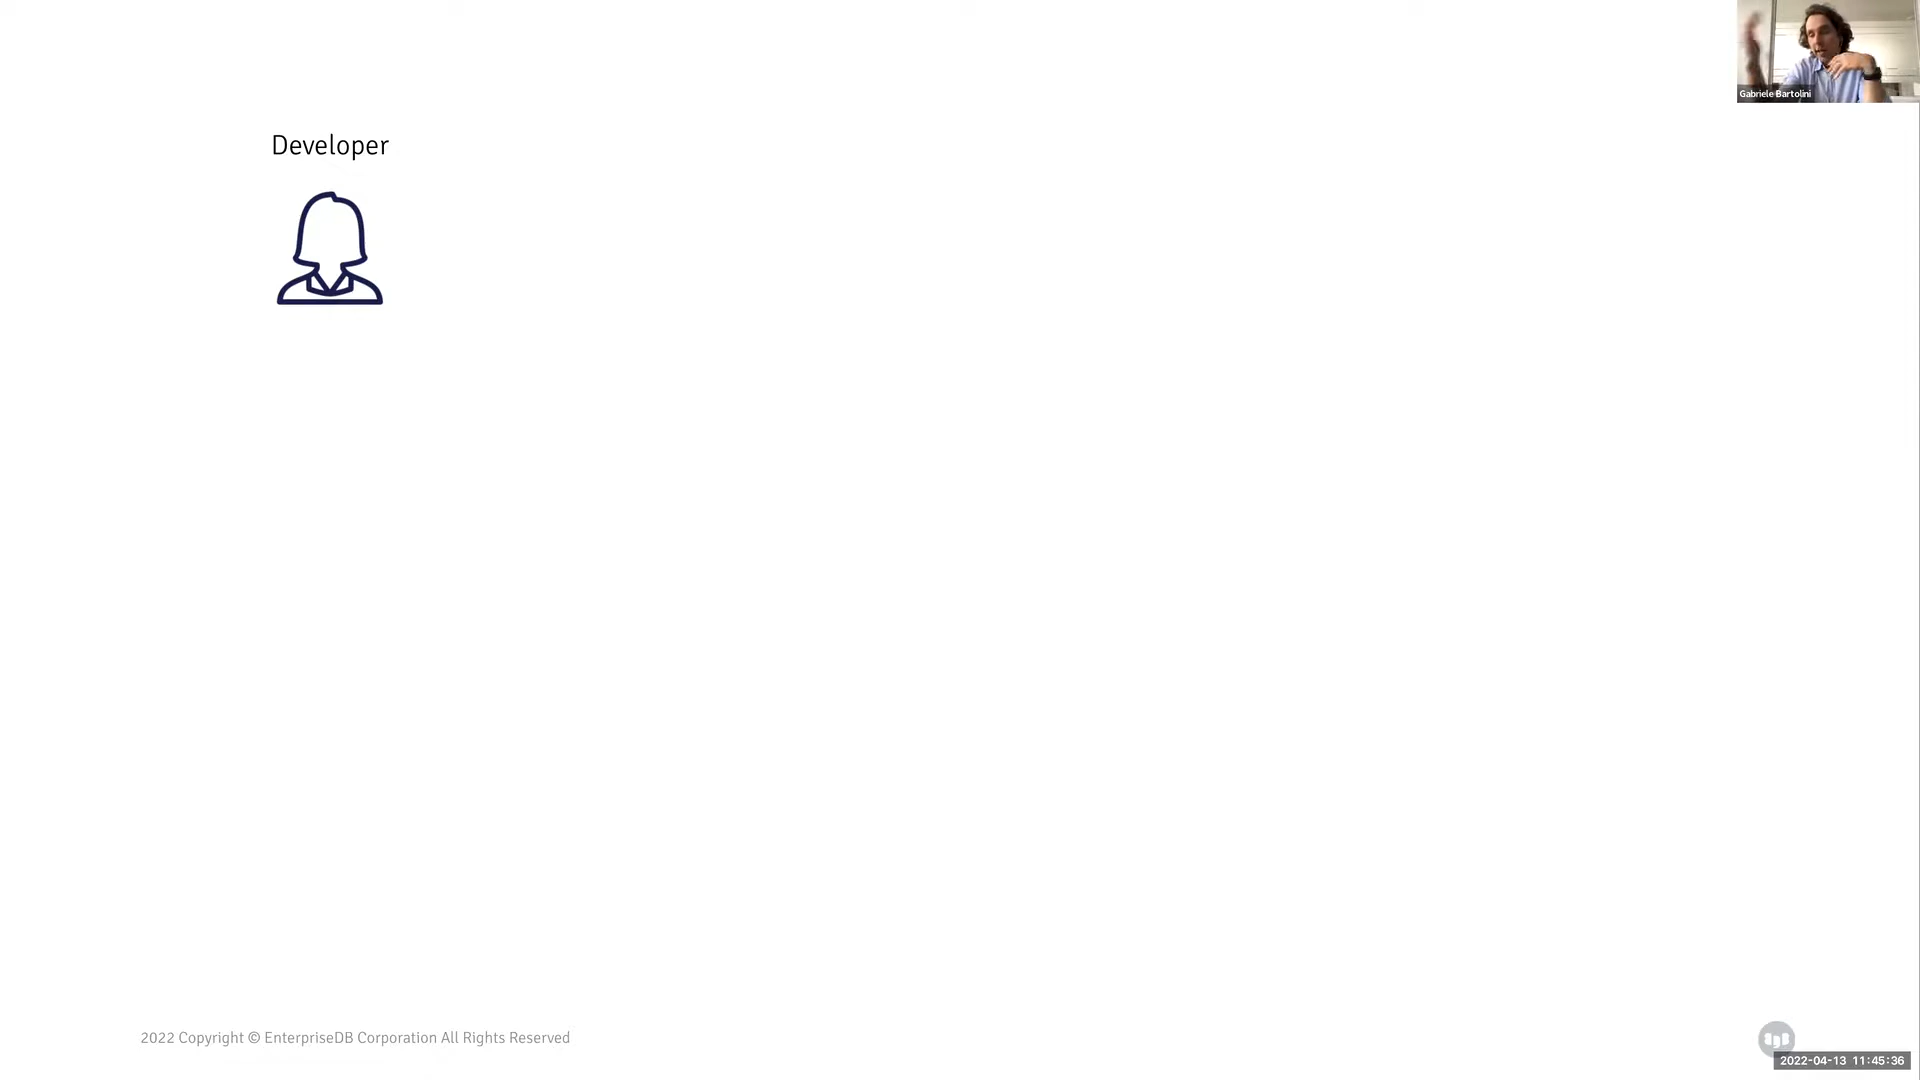 Gabriele Bartolini
Developer
2022 Copyright © EnterpriseDB Corporation All Rights Reserved
2022-04-13 11:45:36